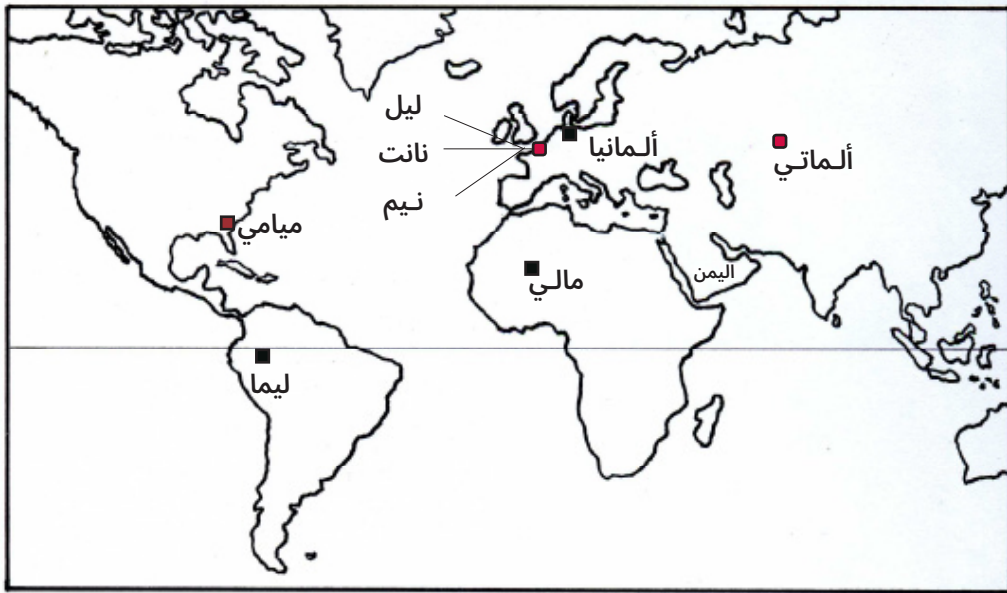 ليل
نانت
نـيم
ألـمانيا
ألـماتـي
ميامي
مالـي
اليمن
ليما